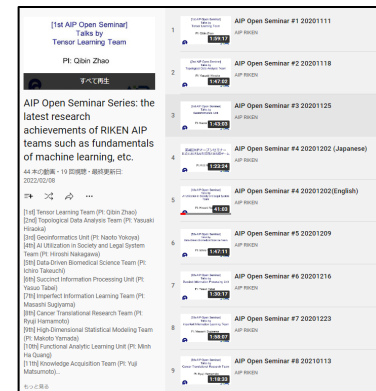 [1st AIP Open Seminar]
Talks by
Tensor Learning Team
PI: Qibin Zhao
すべて再生
AIP Open Seminar Series: the
latest research
achievements of RIKEN AIP
teams such as fundamentals
of machine learning, etc.
44 本の動画・19 回視聴・最終更新日:
2022/02/08
[1st] Tensor Learning Team (PI: Qibin Zhao)
[2nd] Topological Data Analysis Team (PI: Yasuaki
Hiraoka)
[3rd] Geoinformatics Unit (PI: Naoto Yokoya)
[4th] AI Utilization in Society and Legal System
Team (PI: Hiroshi Nakagawa)
[5th] Data-Driven Biomedical Science Team (PI:
Ichiro Takeuchi)
[6th] Succinct Information Processing Unit (PI:
Yasuo Tabei)
[7th] Imperfect Information Learning Team (PI:
Masashi Sugiyama)
[8th] Cancer Translational Research Team (PI:
Ryuji Hamamoto)
[9th] High-Dimensional Statistical Modeling Team
(PI: Makoto Yamada)
[10th] Functional Analytic Learning Unit (PI: Minh
Ha Quang)
[11th] Knowledge Acquisition Team (PI: Yuji
Matsumoto)...
もっと見る
1
1:59:17
AIP Open Seminar #1 20201111
AIP RIKEN
2
1:47:02
AIP Open Seminar #2 20201118
AIP RIKEN
3
1:43:03
AIP Open Seminar #3 20201125
AIP RIKEN
4
1:23:24
AIP Open Seminar #4 20201202 (Japanese)
AIP RIKEN
5
41:02
AIP Open Seminar #4 20201202(English)
AIP RIKEN
6
1:47:11
AIP Open Seminar #5 20201209
AIP RIKEN
7
1:30:17
AIP Open Seminar #6 20201216
AIP RIKEN
8
1:58:07
AIP Open Seminar #7 20201223
AIP RIKEN
9
1:18:33
AIP Open Seminar #8 20210113
AIP RIKEN